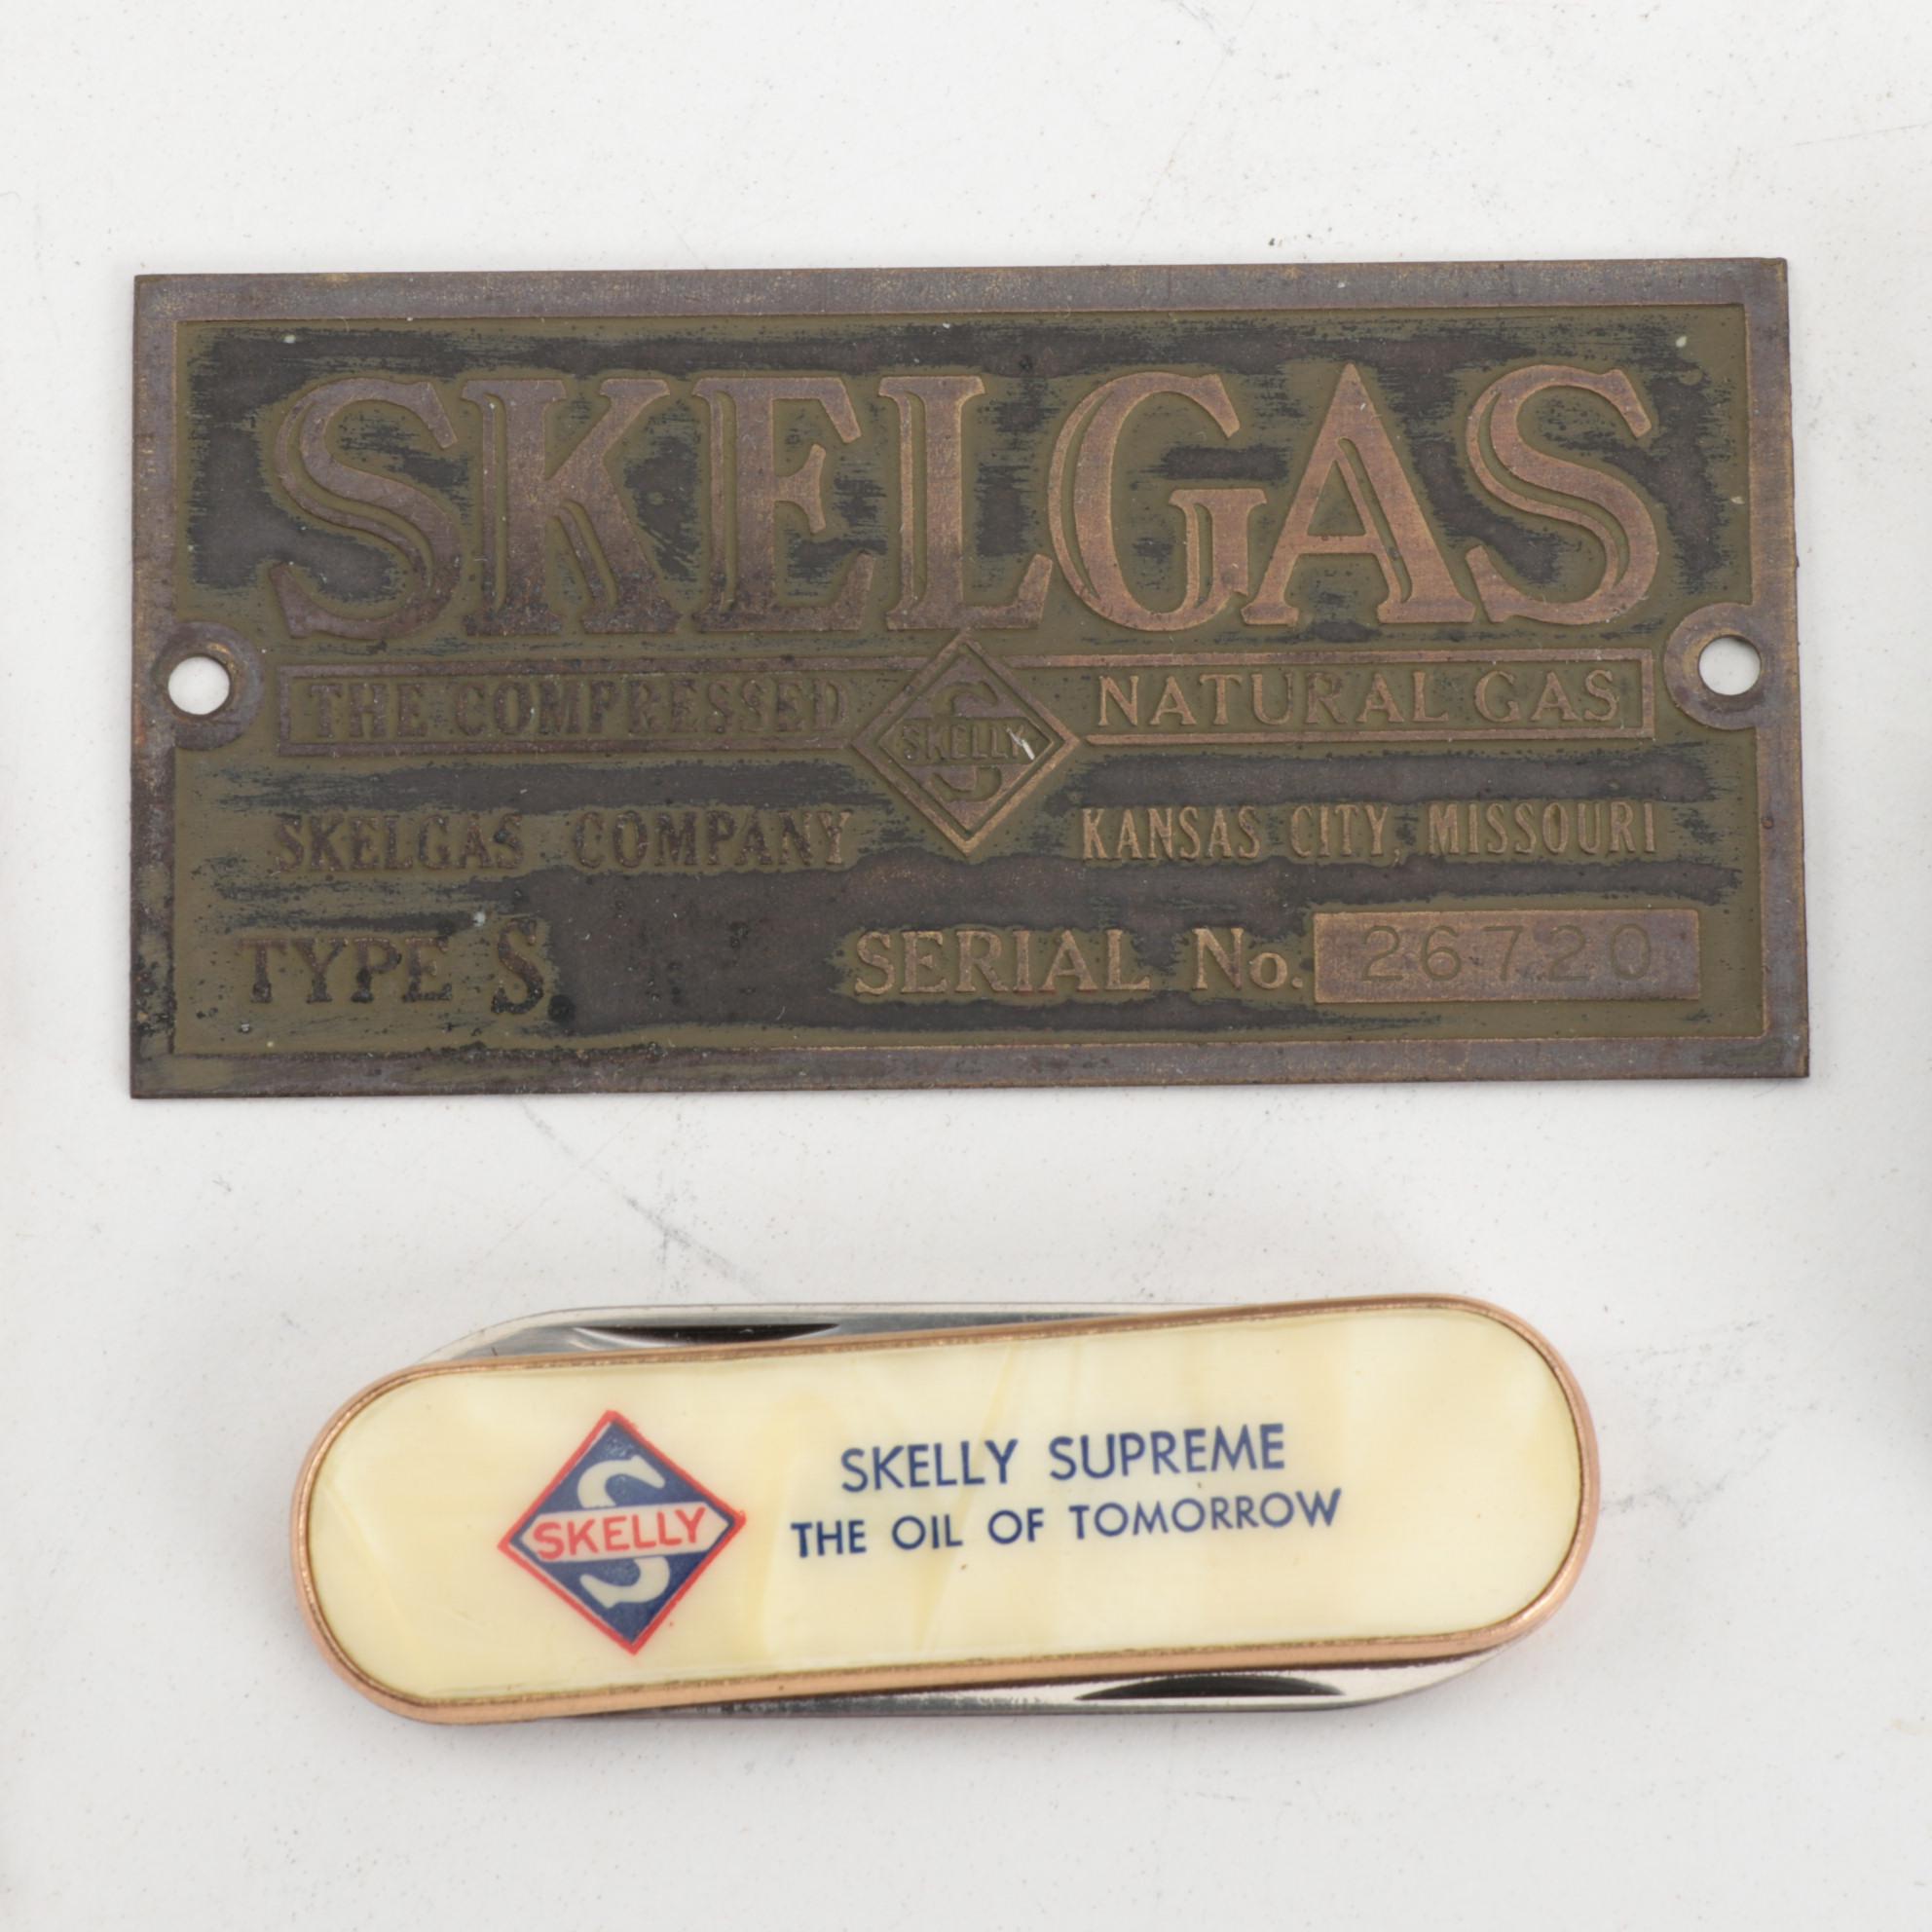 SKELGAS
THE COMPRESSED NATURAL GAS
S
SKELLY
SKELGAS COMPANY KANSAS CITY, MISSOURI
TYPE S SERIAL No. 26720
S
SKELLY
SKELLY SUPREME
THE OIL OF TOMORROW